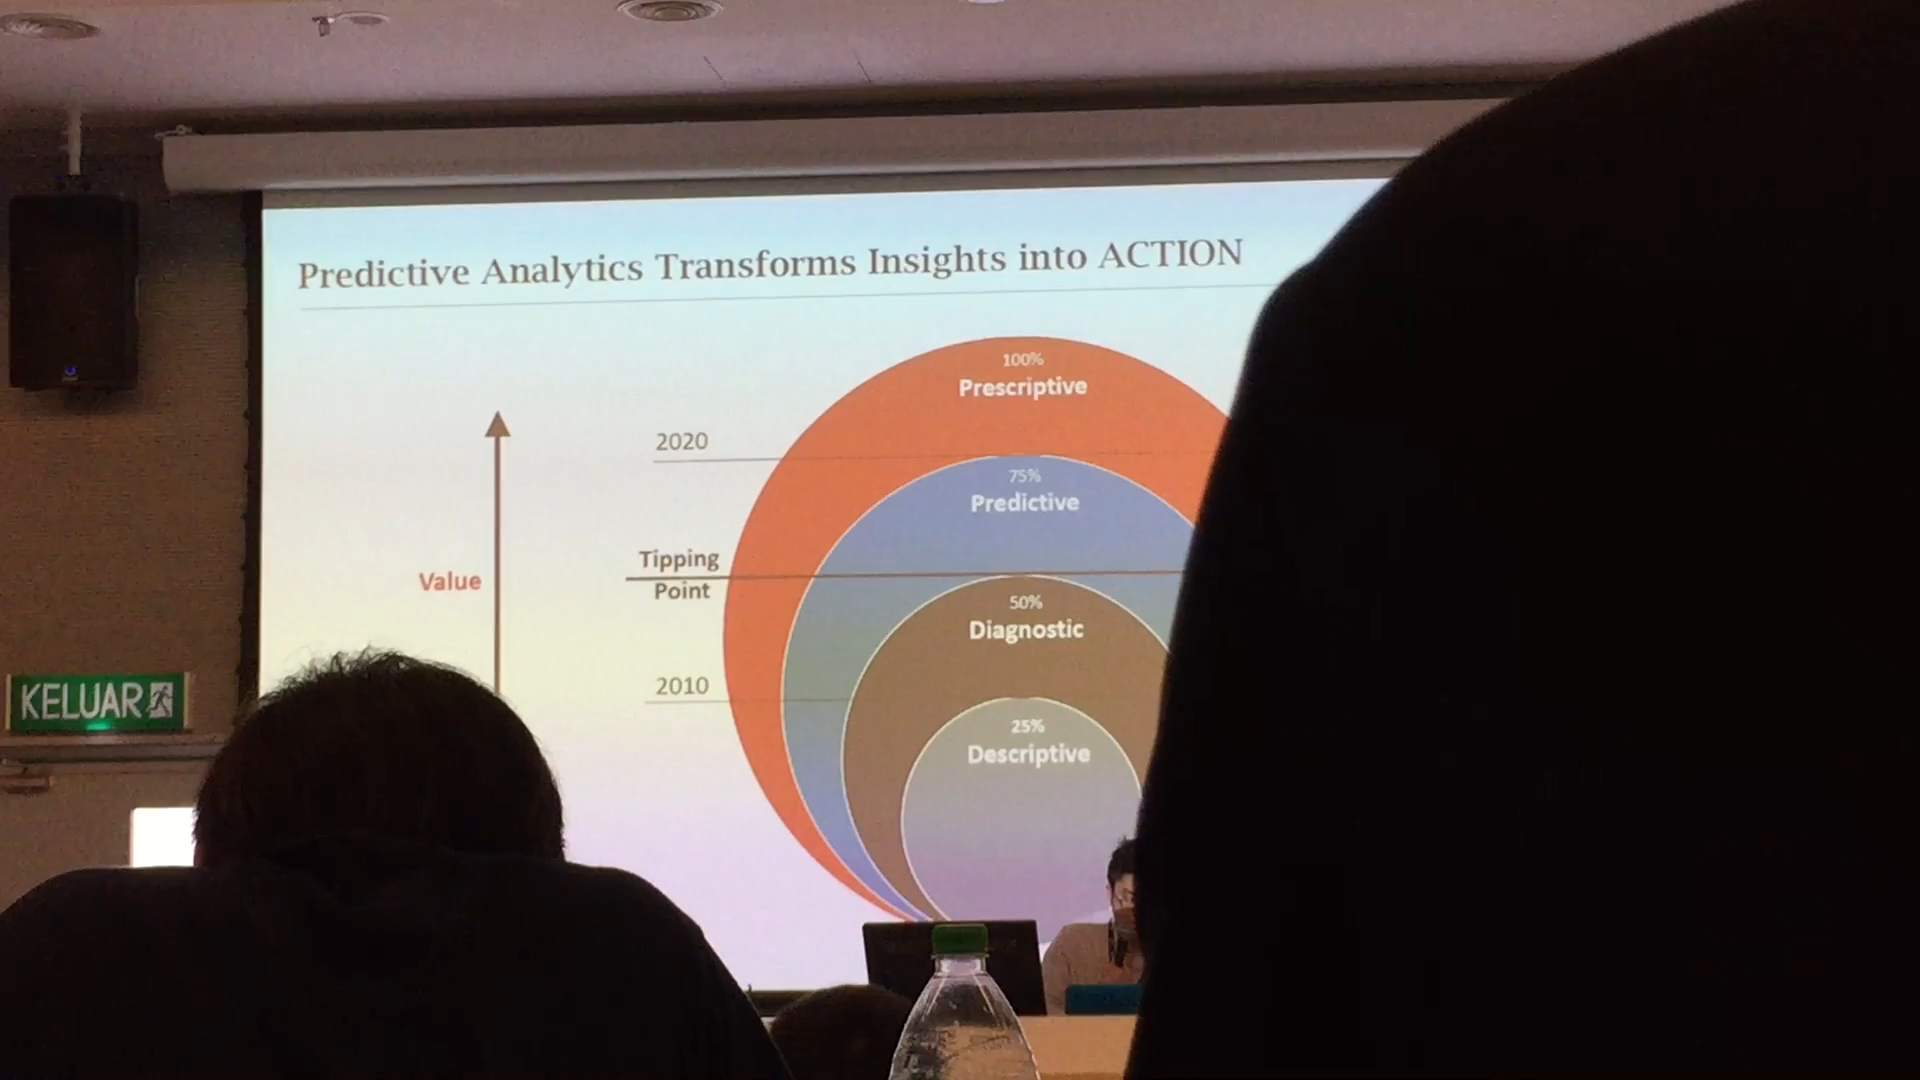 Predictive Analytics Transforms Insights into ACTION
100%
Prescriptive
2020
75%
Predictive
Tipping
Point
Value
50%
Diagnostic
2010
25%
Descriptive
KELUAR